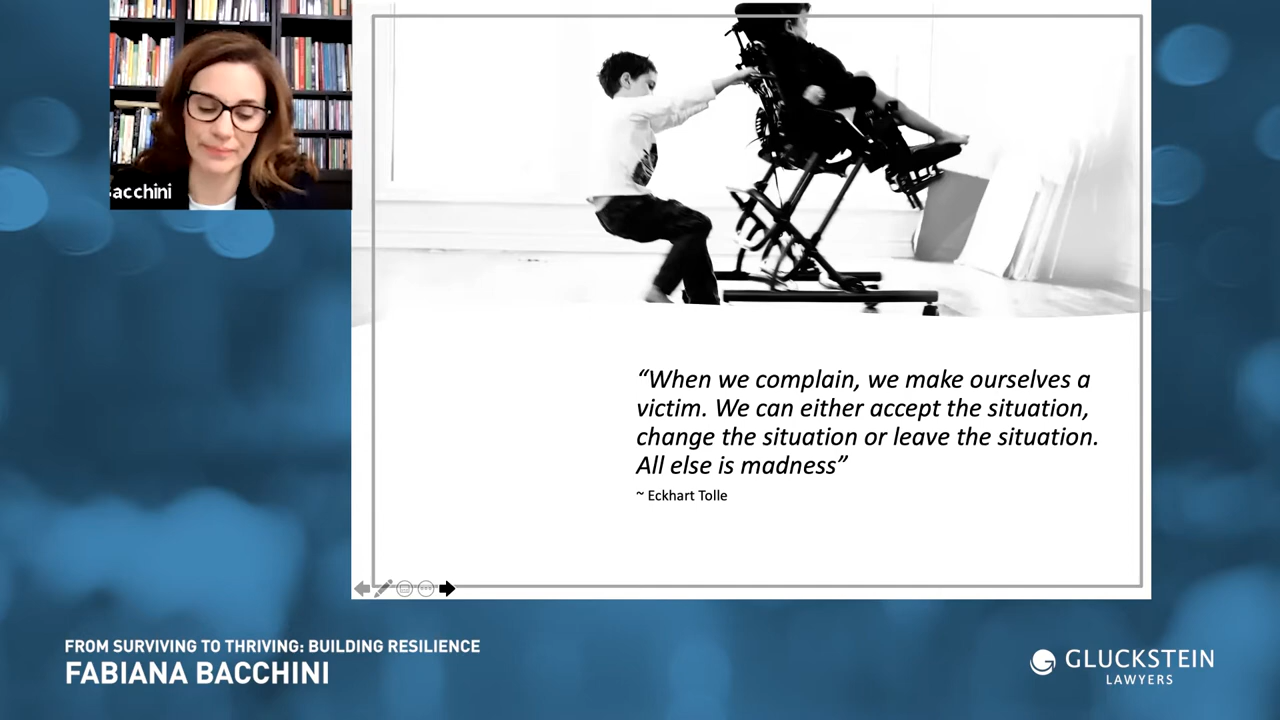 acchini
“When we complain, we make ourselves a
victim. We can either accept the situation,
change the situation or leave the situation.
All else is madness”
~ Eckhart Tolle
FROM SURVIVING TO THRIVING: BUILDING RESILIENCE
FABIANA BACCHINI
GLUCKSTEIN
LAWYERS